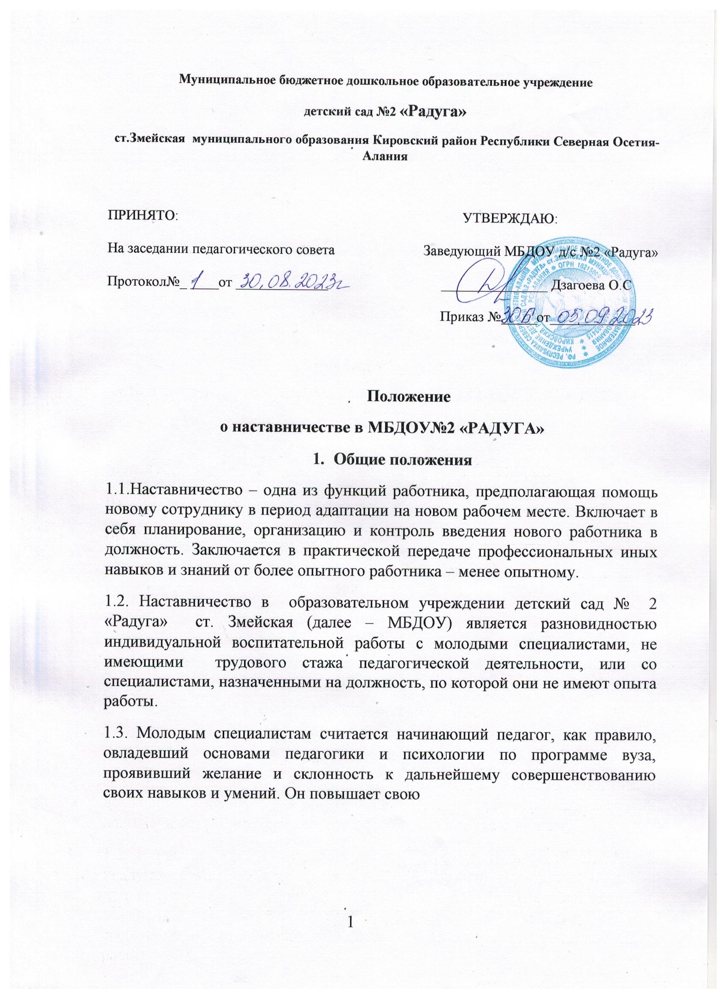 Муниципальное бюджетное дошкольное образовательное учреждение
детский сад №2 «Радуга»
ст.Змейская муниципального образования Кировский район Республики Северная Осетия-
Алания
ПРИНЯТО:
УТВЕРЖДАЮ:
На заседании педагогического совета
Заведующий МБДОУ д/с №2 «Радуга»
Протокол№_ 1 от 30.08.2023г
Дзагоева О.С
Приказ №306 от 05.09.2023
Положение
о наставничестве в МБДОУ№2 «РАДУГА»
1. Общие положения
1.1.Наставничество – одна из функций работника, предполагающая помощь
новому сотруднику в период адаптации на новом рабочем месте. Включает в
себя планирование, организацию и контроль введения нового работника в
должность. Заключается в практической передаче профессиональных иных
навыков и знаний от более опытного работника – менее опытному.
1.2. Наставничество в образовательном учреждении детский сад № 2
«Радуга» ст. Змейская (далее – МБДОУ) является разновидностью
индивидуальной воспитательной работы с молодыми специалистами, не
имеющими трудового стажа педагогической деятельности, или со
специалистами, назначенными на должность, по которой они не имеют опыта
работы.
1.3. Молодым специалистам считается начинающий педагог, как правило,
овладевший основами педагогики и психологии по программе вуза,
проявивший желание и склонность к дальнейшему совершенствованию
своих навыков и умений. Он повышает свою
1